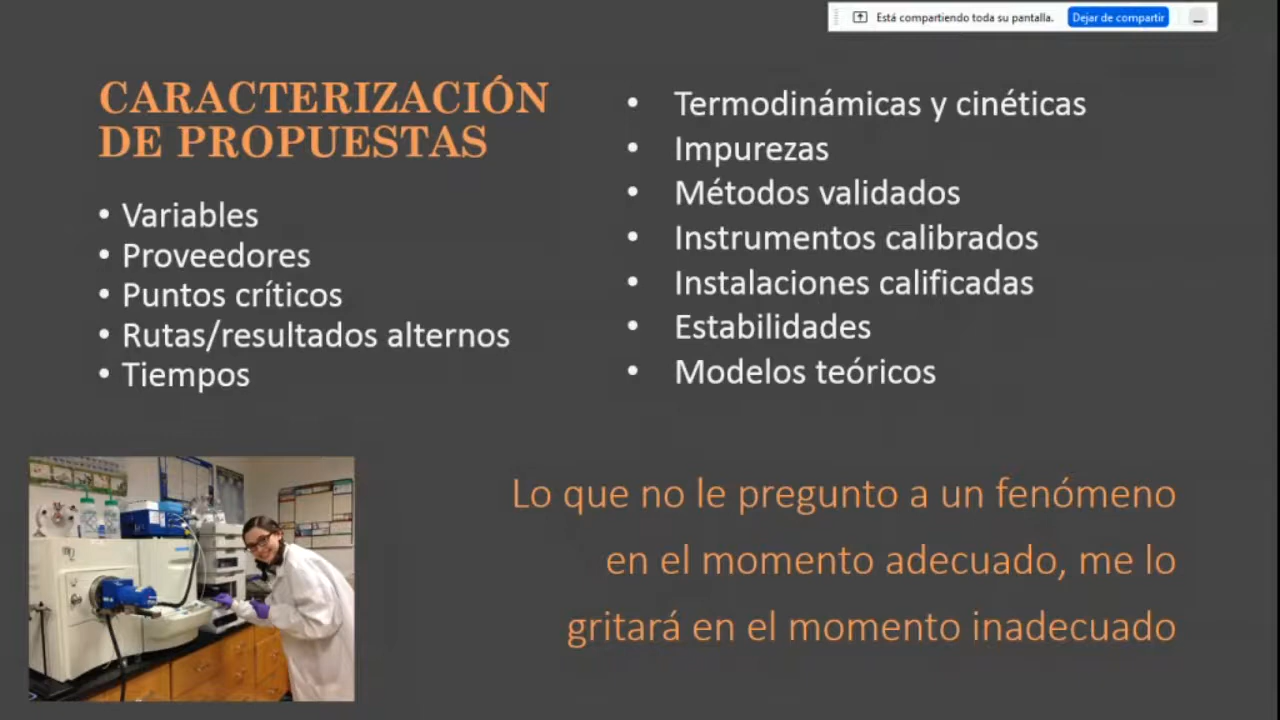 Está compartiendo toda su pantalla.
Dejar de compartir
CARACTERIZACIÓN
DE PROPUESTAS
• Variables
• Proveedores
• Puntos críticos
• Rutas/resultados alternos
• Tiempos
• Termodinámicas y cinéticas
• Impurezas
• Métodos validados
• Instrumentos calibrados
• Instalaciones calificadas
• Estabilidades
• Modelos teóricos
Lo que no le pregunto a un fenómeno
en el momento adecuado, me lo
gritará en el momento inadecuado